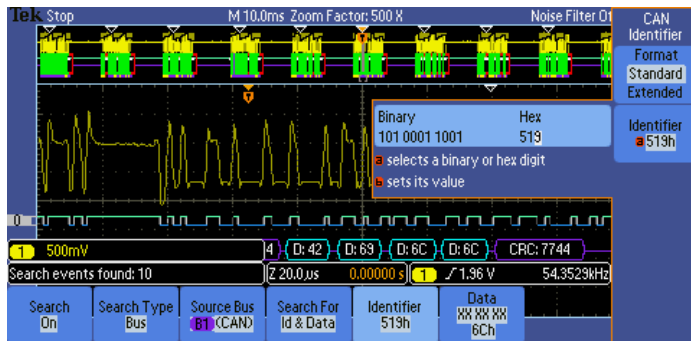 Tek Stop M 10.0ms Zoom Factor: 500 X Noise Filter Of
CAN
Identifier
Format
Standard
Extended
Identifier
a 519h
Binary Hex
101 0001 1001 519
a selects a binary or hex digit
b sets its value
D: 42 D: 69 D: 6C D: 6C CRC: 7744
1 500mV
Search events found: 10 Z 20.0µs 0.00000 s 1 1.96 V 54.3529kHz
Search
On
Search Type
Bus
Source Bus
B1 (CAN)
Search For
Id & Data
Identifier
519h
Data
XX XX XX
6Ch